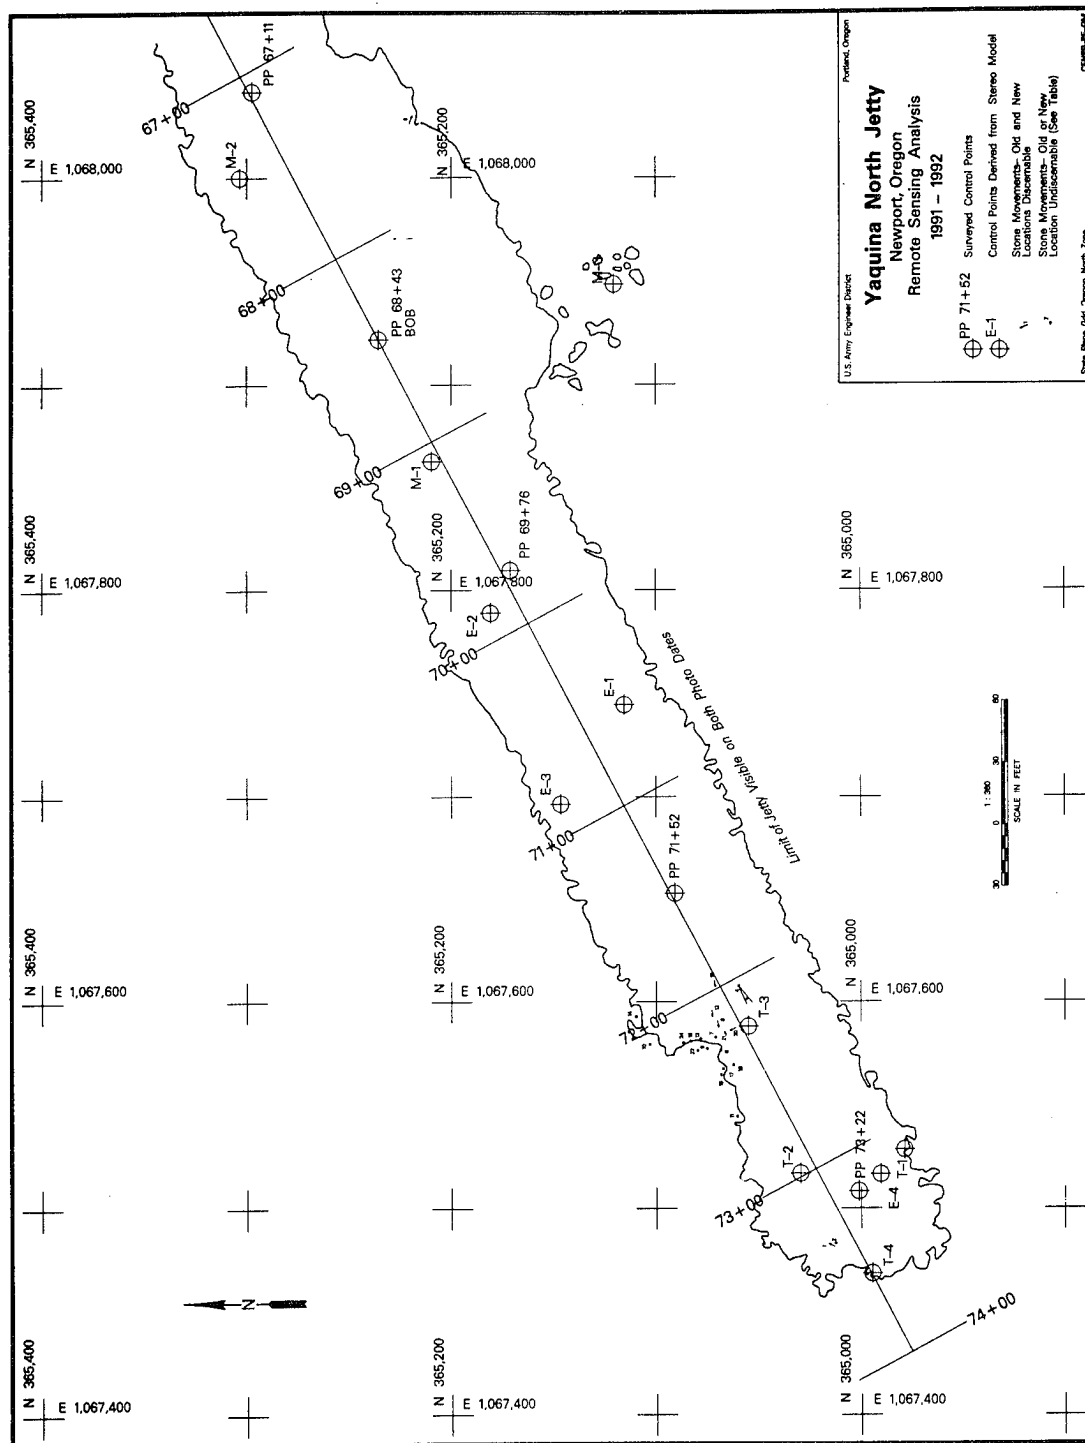 N 365,400
E 1,068,000
67+00
PP 67+11
M-2
N 365,200
E 1,068,000
68+00
PP 68+43
BOB
M-3
69+00
M-1
N 365,400
E 1,067,800
N 365,200
E 1,067,800
PP 69+76
E-2
70+00
N 365,000
E 1,067,800
E-1
Limit of Jetty Visible on Both Photo Dates
E-3
71+00
PP 71+52
N 365,400
E 1,067,600
N 365,200
E 1,067,600
72+00
T-3
N 365,000
E 1,067,600
T-2
73+00
PP 73+22
E-4
T-1
T-4
74+00
N
N 365,400
E 1,067,400
N 365,200
E 1,067,400
N 365,000
E 1,067,400
1:360
30 0 30 60
SCALE IN FEET
U.S. Army Engineer District
Portland, Oregon
Yaquina North Jetty
Newport, Oregon
Remote Sensing Analysis
1991 - 1992
PP 71+52 Surveyed Control Points
E-1 Control Points Derived from Stereo Model
Stone Movements- Old and New
Locations Discernable
Stone Movements- Old or New
Location Undiscernable (See Table)